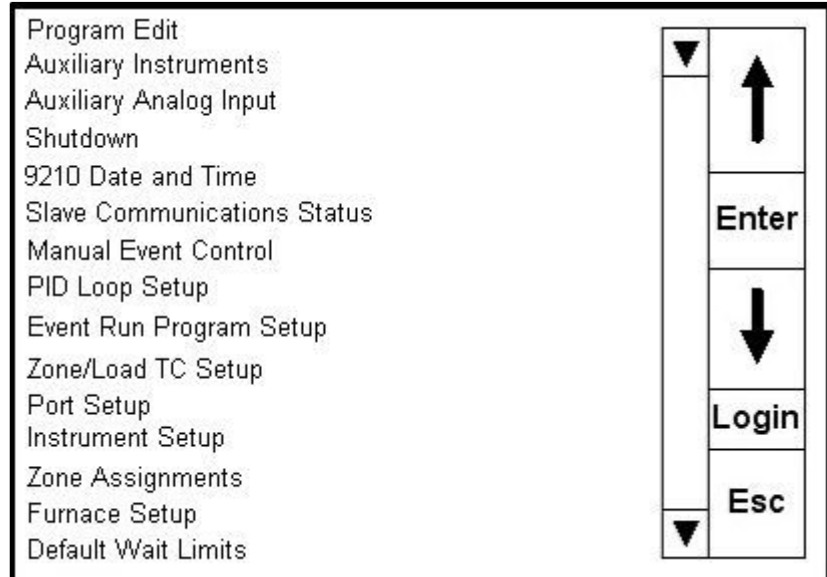 Program Edit
Auxiliary Instruments
Auxiliary Analog Input
Shutdown
9210 Date and Time
Slave Communications Status
Manual Event Control
PID Loop Setup
Event Run Program Setup
Zone/Load TC Setup
Port Setup
Instrument Setup
Zone Assignments
Furnace Setup
Default Wait Limits
Enter
Login
Esc